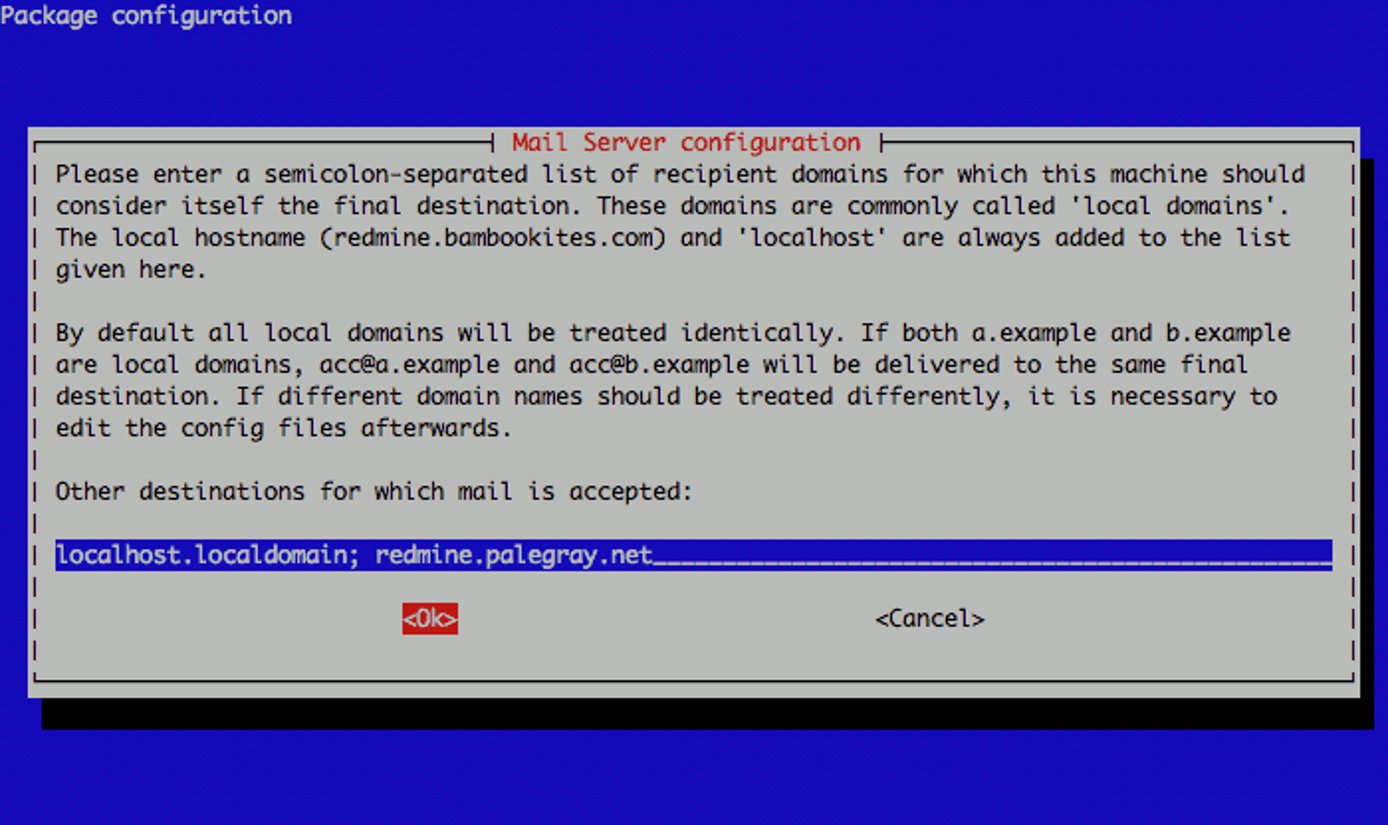 Package configuration
Mail Server configuration
Please enter a semicolon-separated list of recipient domains for which this machine should
consider itself the final destination. These domains are commonly called 'local domains'.
The local hostname (redmine.bambookites.com) and 'localhost' are always added to the list
given here.
By default all local domains will be treated identically. If both a.example and b.example
are local domains, acc@a.example and acc@b.example will be delivered to the same final
destination. If different domain names should be treated differently, it is necessary to
edit the config files afterwards.
Other destinations for which mail is accepted:
localhost.localdomain; redmine.palegray.net
<Ok> <Cancel>